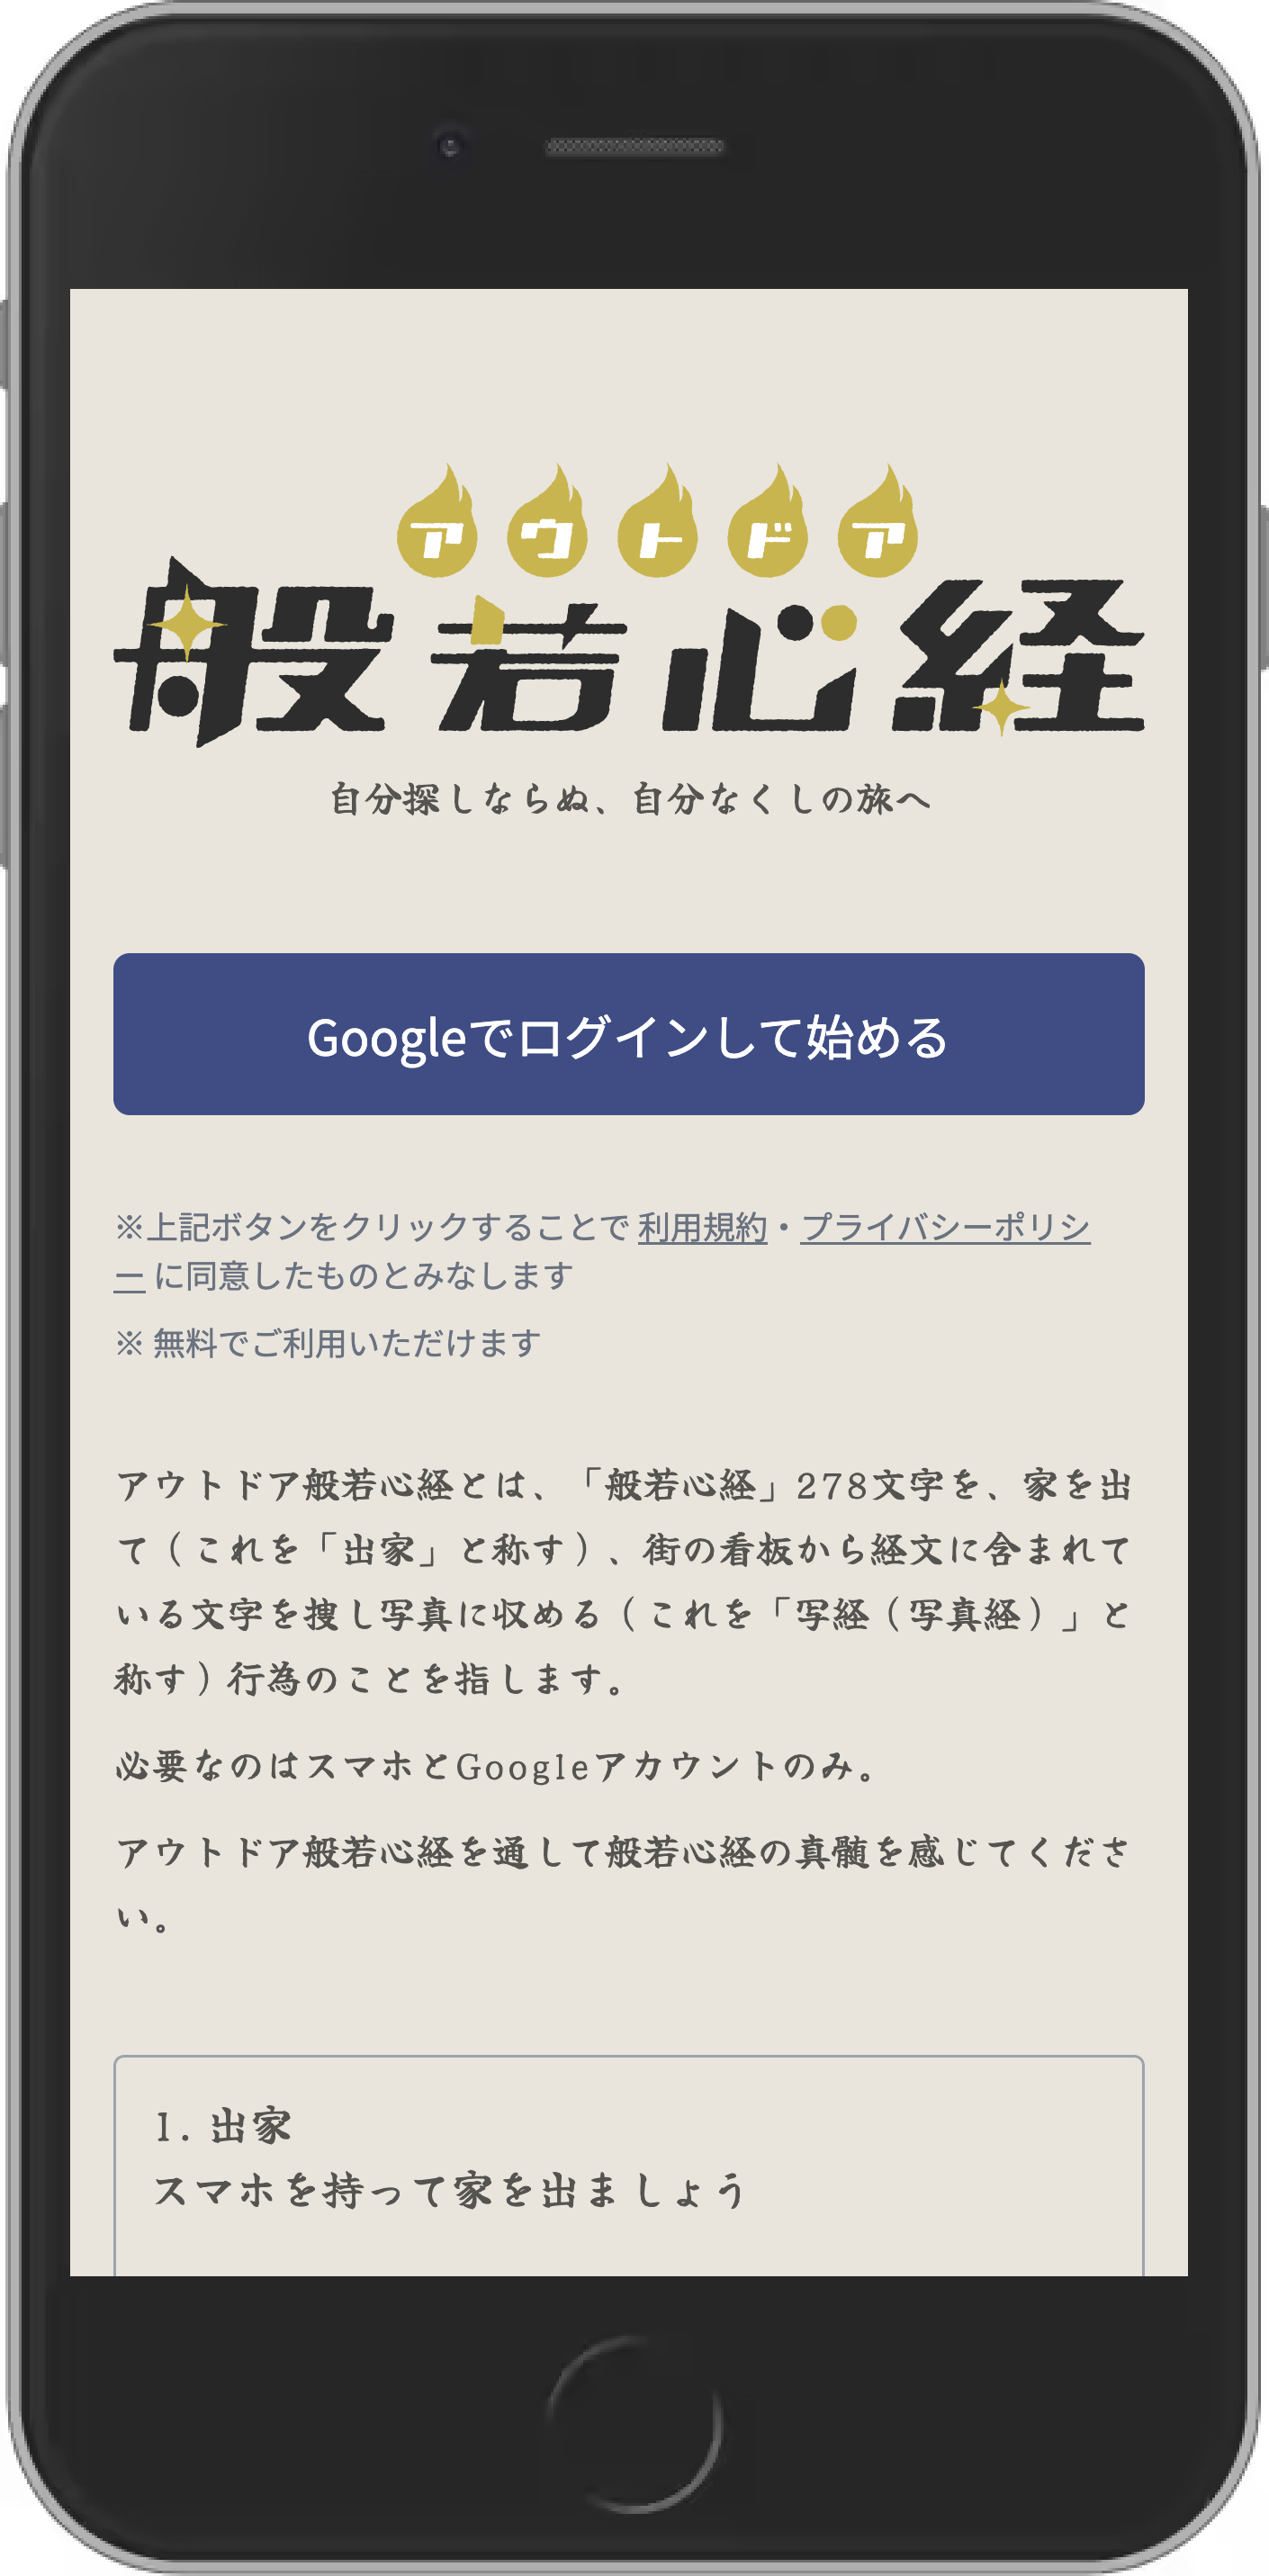 アウトドア
般若心経
自分探しならぬ、自分なくしの旅へ
Googleでログインして始める
※上記ボタンをクリックすることで 利用規約・プライバシーポリシ
ー に同意したものとみなします
※ 無料でご利用いただけます
アウトドア般若心経とは、「般若心経」278文字を、家を出
て（これを「出家」と称す）、街の看板から経文に含まれて
いる文字を捜し写真に収める（これを「写経（写真経）」と
称す）行為のことを指します。
必要なのはスマホとGoogleアカウントのみ。
アウトドア般若心経を通して般若心経の真髄を感じてくださ
い。
1. 出家
スマホを持って家を出ましょう